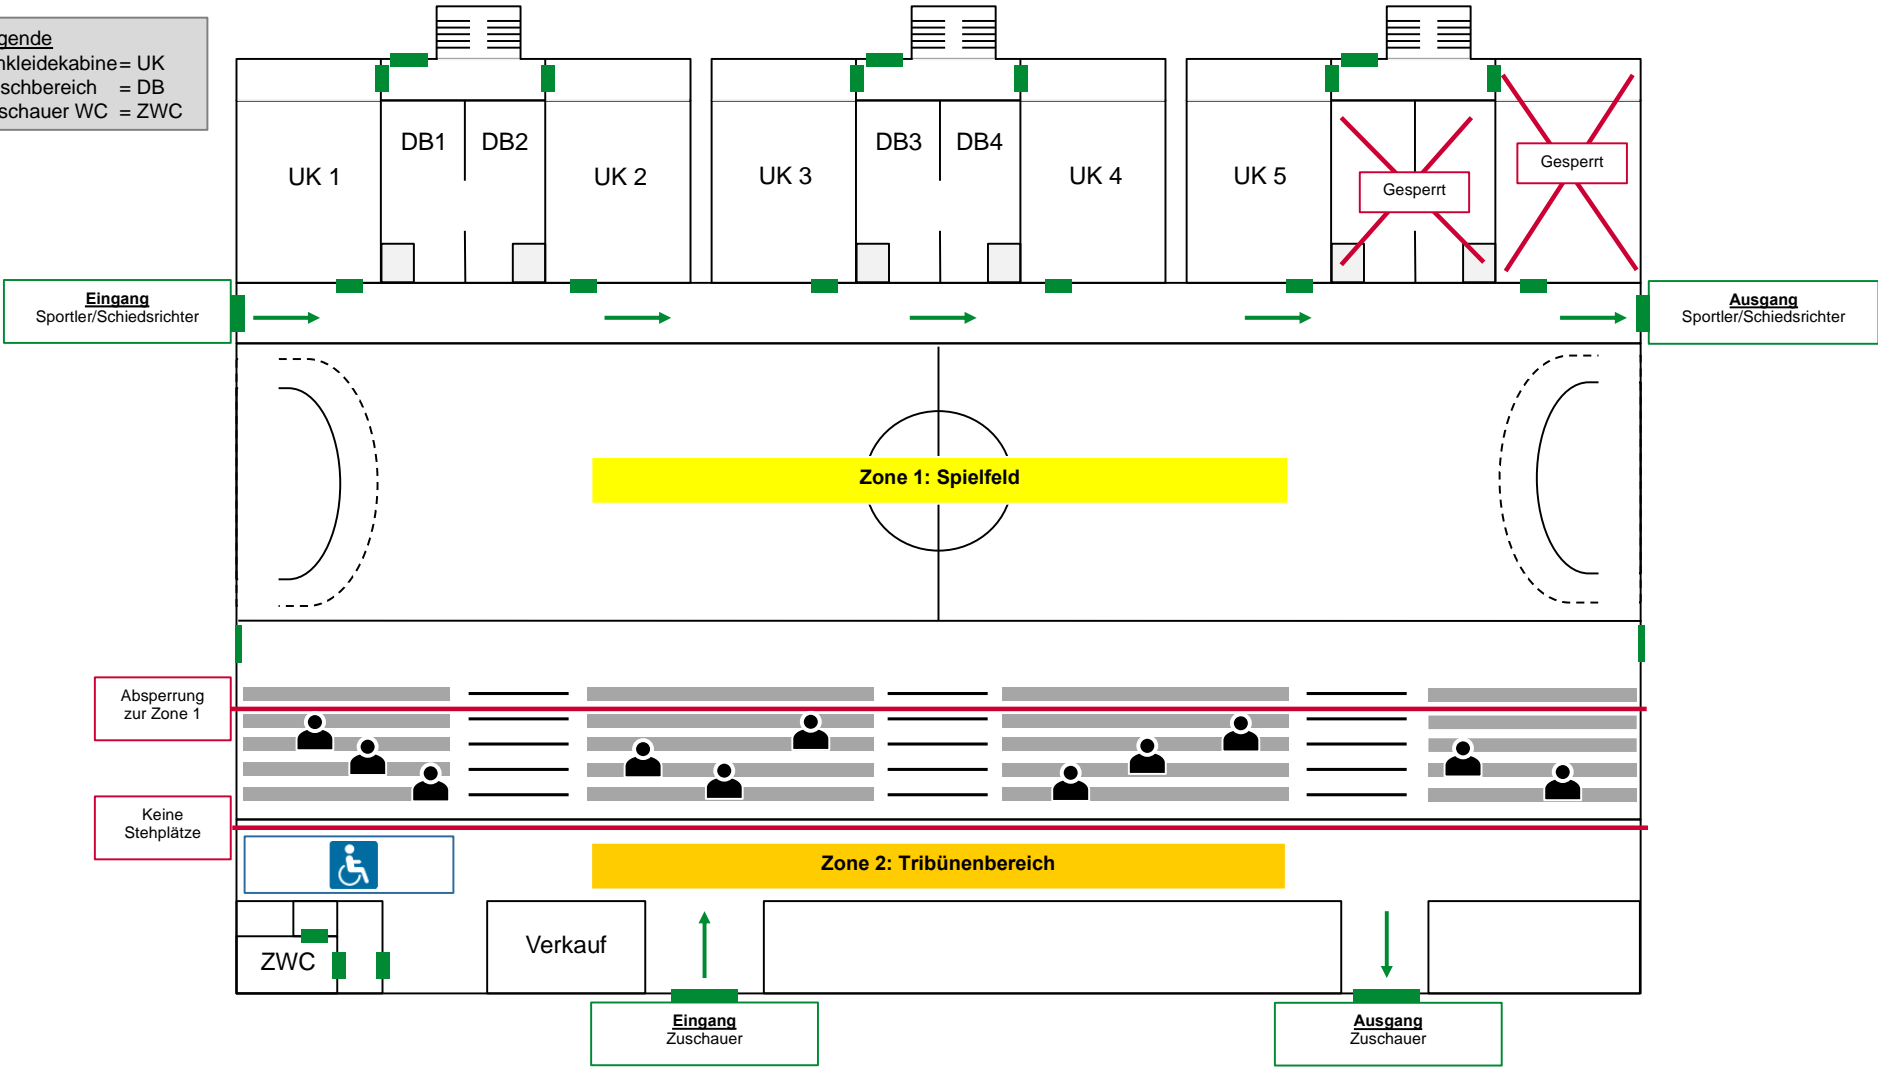 gende
nkleidekabine = UK
schbereich = DB
schauer WC = ZWC
UK 1
DB1
DB2
UK 2
UK 3
DB3
DB4
UK 4
UK 5
Gesperrt
Gesperrt
Eingang
Sportler/Schiedsrichter
Ausgang
Sportler/Schiedsrichter
Zone 1: Spielfeld
Absperrung
zur Zone 1
Keine
Stehplätze
Zone 2: Tribünenbereich
ZWC
Verkauf
Eingang
Zuschauer
Ausgang
Zuschauer